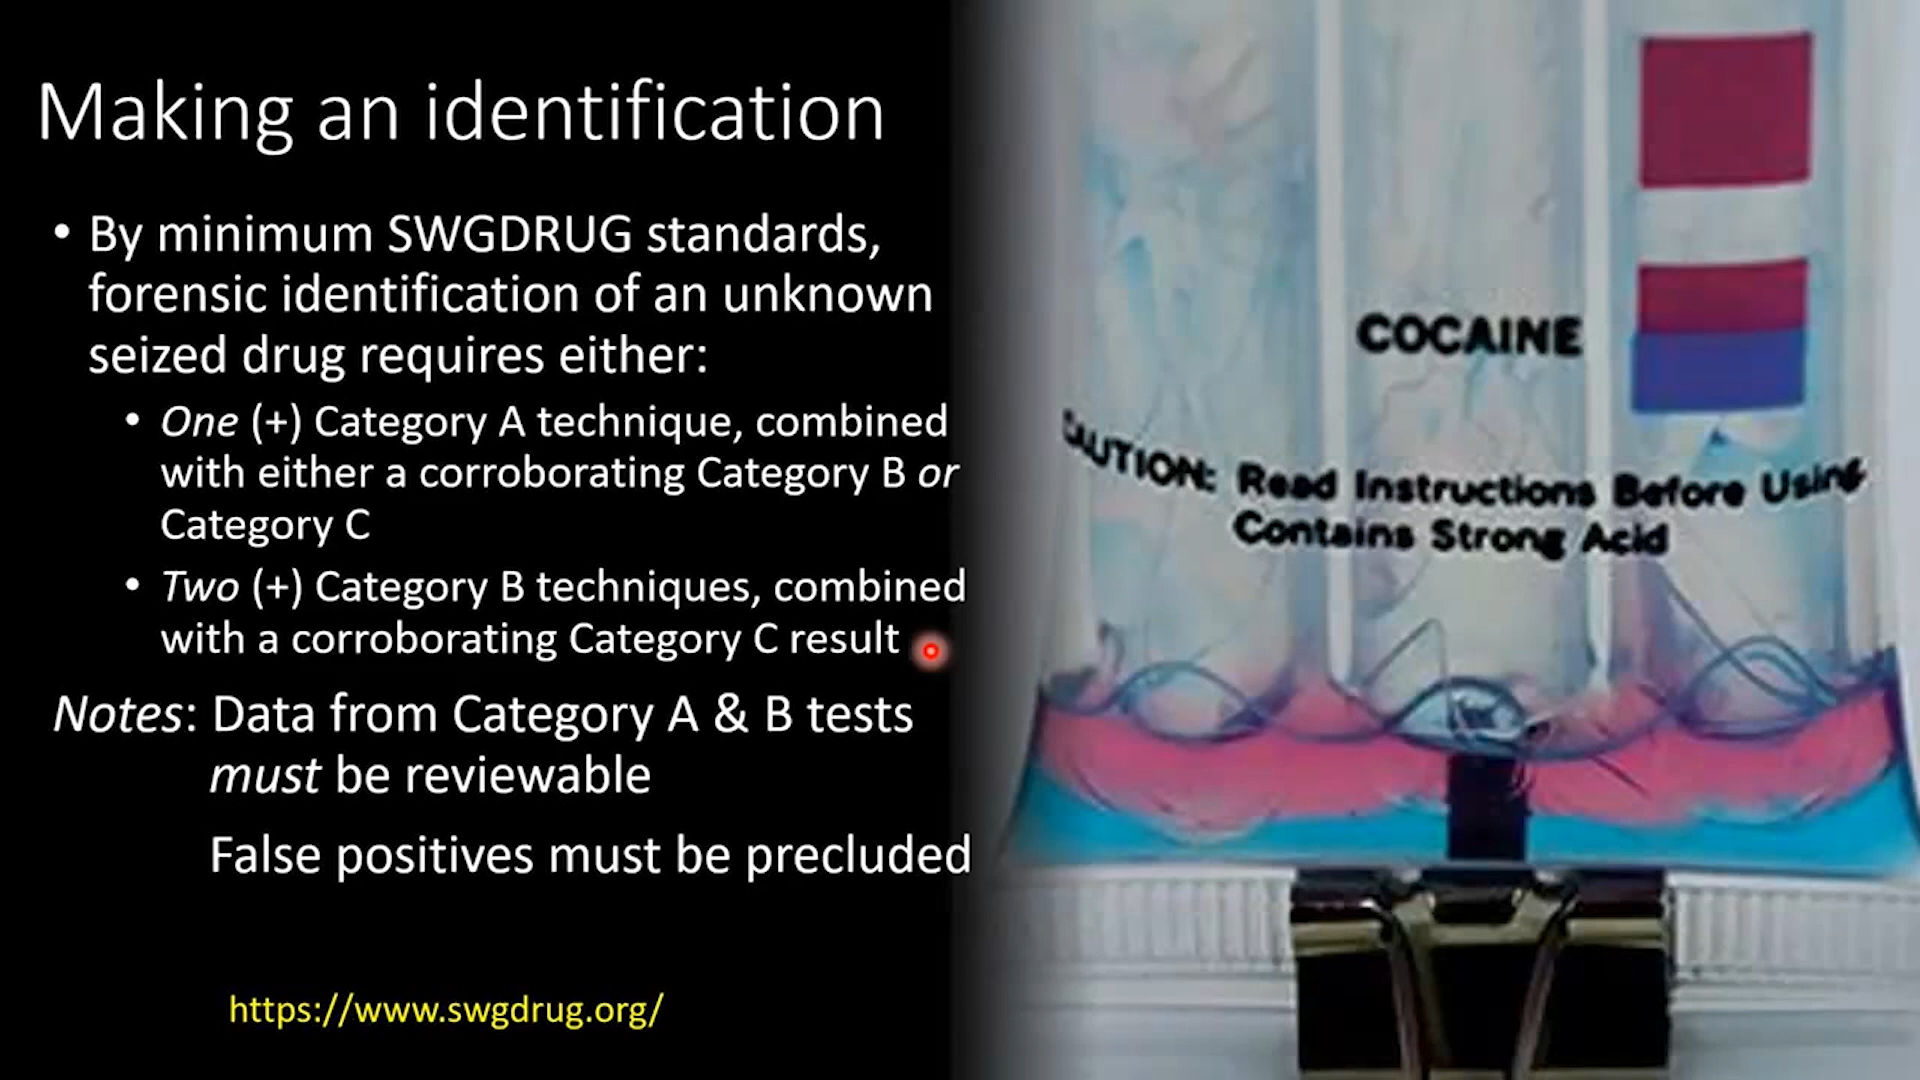 Making an identification
• By minimum SWGDRUG standards,
forensic identification of an unknown
seized drug requires either:
• One (+) Category A technique, combined
with either a corroborating Category B or
Category C
• Two (+) Category B techniques, combined
with a corroborating Category C result
Notes: Data from Category A & B tests
must be reviewable
False positives must be precluded
https://www.swgdrug.org/
COCAINE
CAUTION: Read Instructions Before Using
Contains Strong Acid